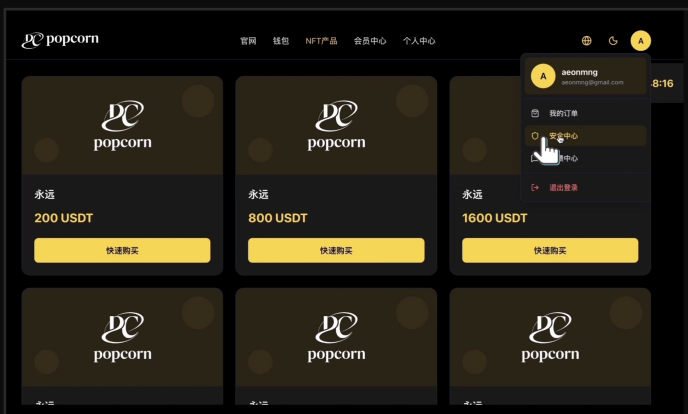 popcorn
官网 钱包 NFT产品 会员中心 个人中心
A
A
aeonmng
aeonmng@gmail.com
8:16
我的订单
安全中心
中心
退出登录
popcorn
popcorn
永远
永远
永远
200 USDT
800 USDT
1600 USDT
快速购买
快速购买
快速购买
popcorn
popcorn
popcorn